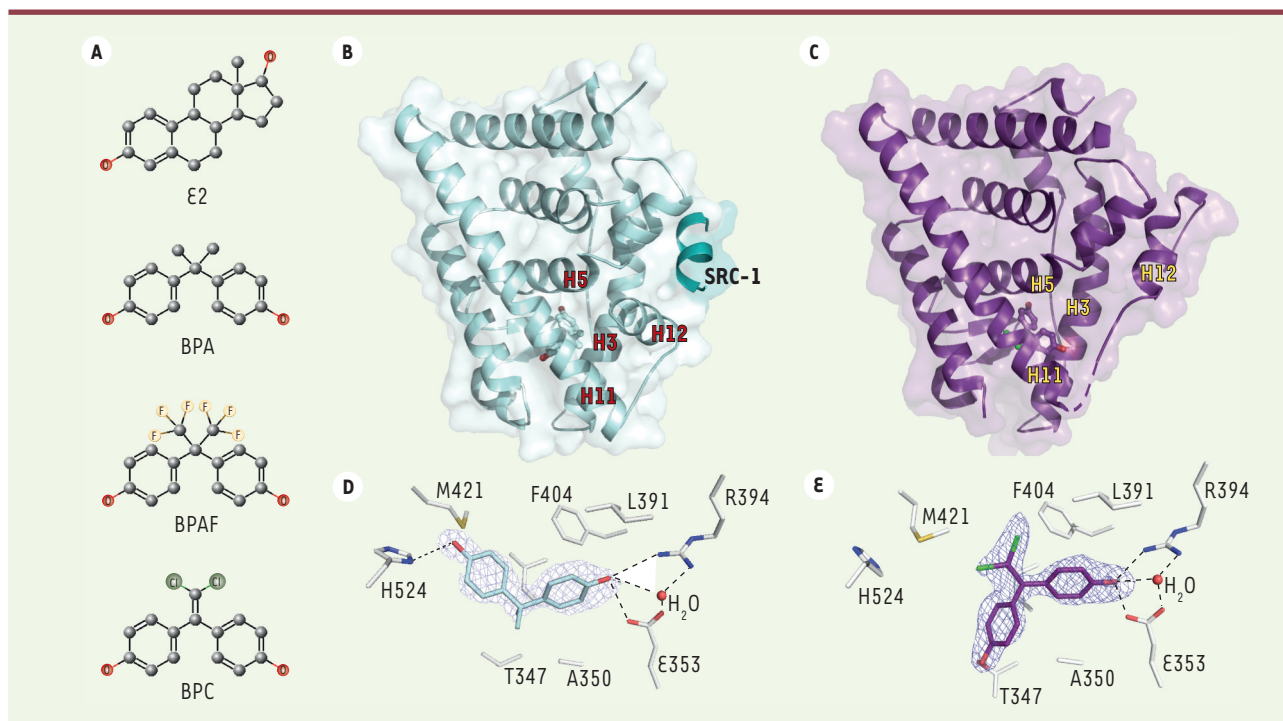 A
O
O
E2
O
O
BPA
F
F
F
F
F
F
O
O
BPAF
Cl
Cl
O
O
BPC
B
H5
SRC-1
H3
H12
H11
C
H5
H12
H3
H11
D
M421
F404
L391
R394
H524
H₂O
T347
A350
E353
E
F404
L391
R394
M421
H524
H₂O
T347
A350
E353